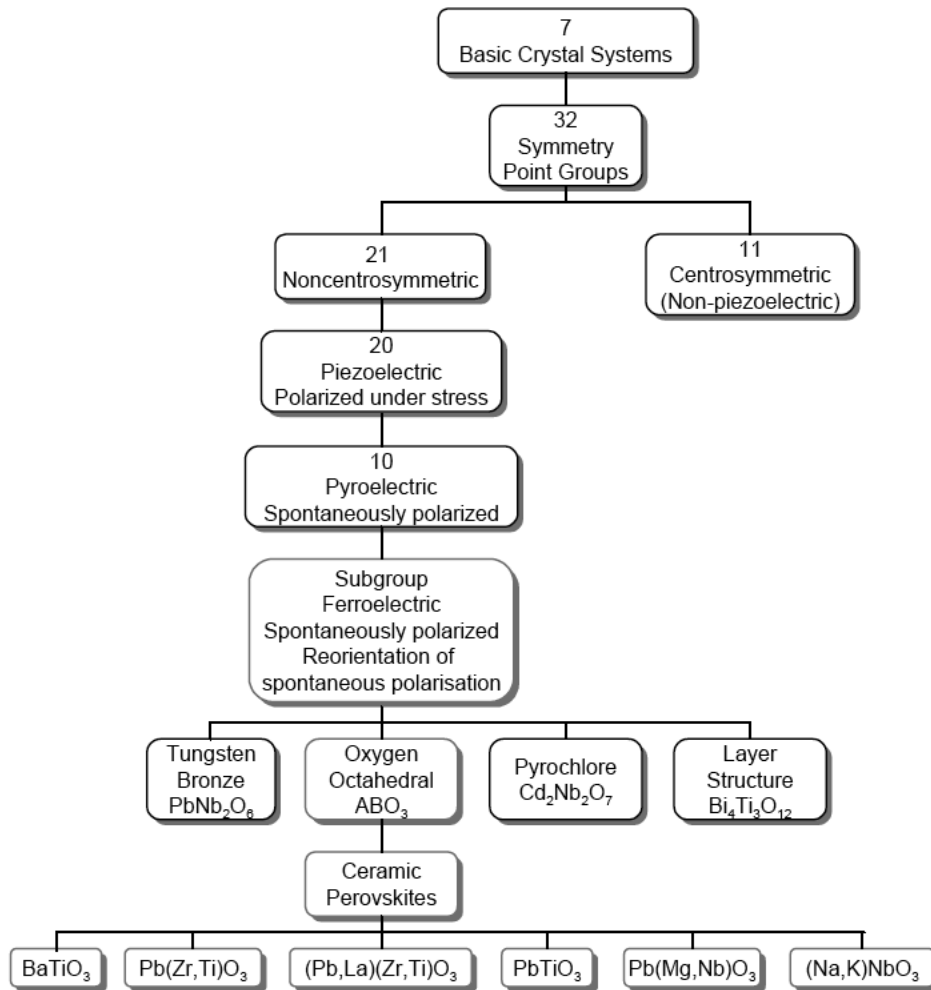 7
Basic Crystal Systems
32
Symmetry
Point Groups
21
Noncentrosymmetric
11
Centrosymmetric
(Non-piezoelectric)
20
Piezoelectric
Polarized under stress
10
Pyroelectric
Spontaneously polarized
Subgroup
Ferroelectric
Spontaneously polarized
Reorientation of
spontaneous polarisation
Tungsten
Bronze
PbNb₂O₆
Oxygen
Octahedral
ABO₃
Pyrochlore
Cd₂Nb₂O₇
Layer
Structure
Bi₄Ti₃O₁₂
Ceramic
Perovskites
BaTiO₃
Pb(Zr,Ti)O₃
(Pb,La)(Zr,Ti)O₃
PbTiO₃
Pb(Mg,Nb)O₃
(Na,K)NbO₃